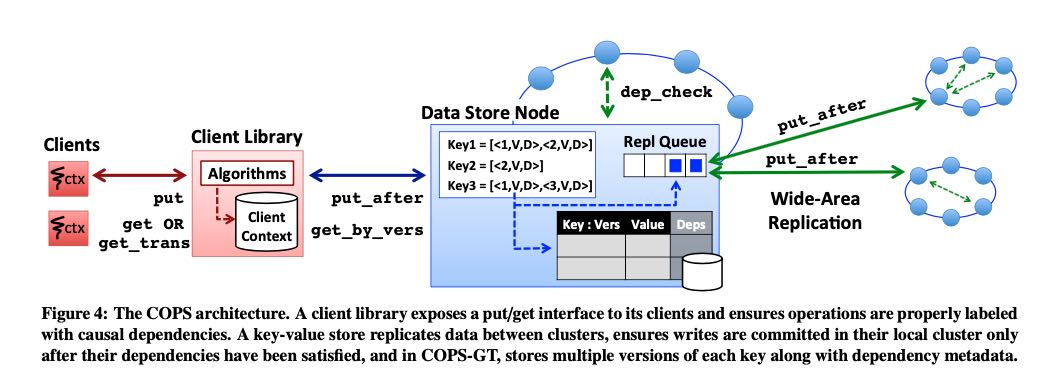 Clients
ctx
ctx
put
get OR
get_trans
Client Library
Algorithms
Client
Context
put_after
get_by_vers
Data Store Node
Key1 = [<1,V,D>,<2,V,D>]
Key2 = [<2,V,D>]
Key3 = [<1,V,D>,<3,V,D>]
Repl Queue
Key : Vers Value Deps
dep_check
put_after
put_after
Wide-Area
Replication
Figure 4: The COPS architecture. A client library exposes a put/get interface to its clients and ensures operations are properly labeled
with causal dependencies. A key-value store replicates data between clusters, ensures writes are committed in their local cluster only
after their dependencies have been satisfied, and in COPS-GT, stores multiple versions of each key along with dependency metadata.